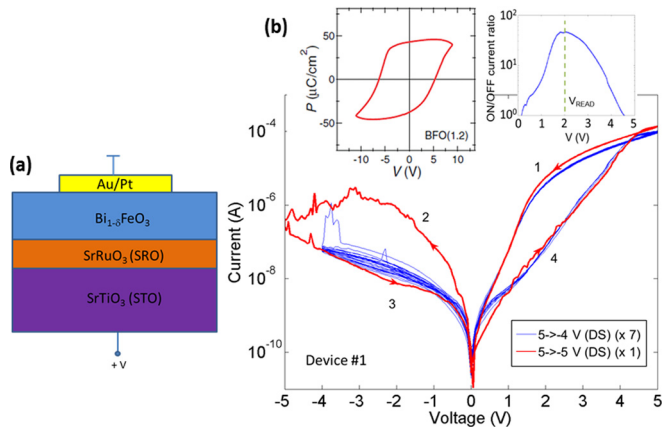 (a)
Au/Pt
Bi1-δFeO3
SrRuO3 (SRO)
SrTiO3 (STO)
+ V
(b)
P (μC/cm2)
50
0
-50
-10 -5 0 5 10
V (V)
BFO(1.2)
ON/OFF current ratio
10^2
10^1
10^0
0 1 2 3 4 5
V (V)
VREAD
Current (A)
10^-4
10^-6
10^-8
10^-10
1
2
3
4
Device #1
5->-4 V (DS) (x 7)
5->-5 V (DS) (x 1)
-5 -4 -3 -2 -1 0 1 2 3 4 5
Voltage (V)